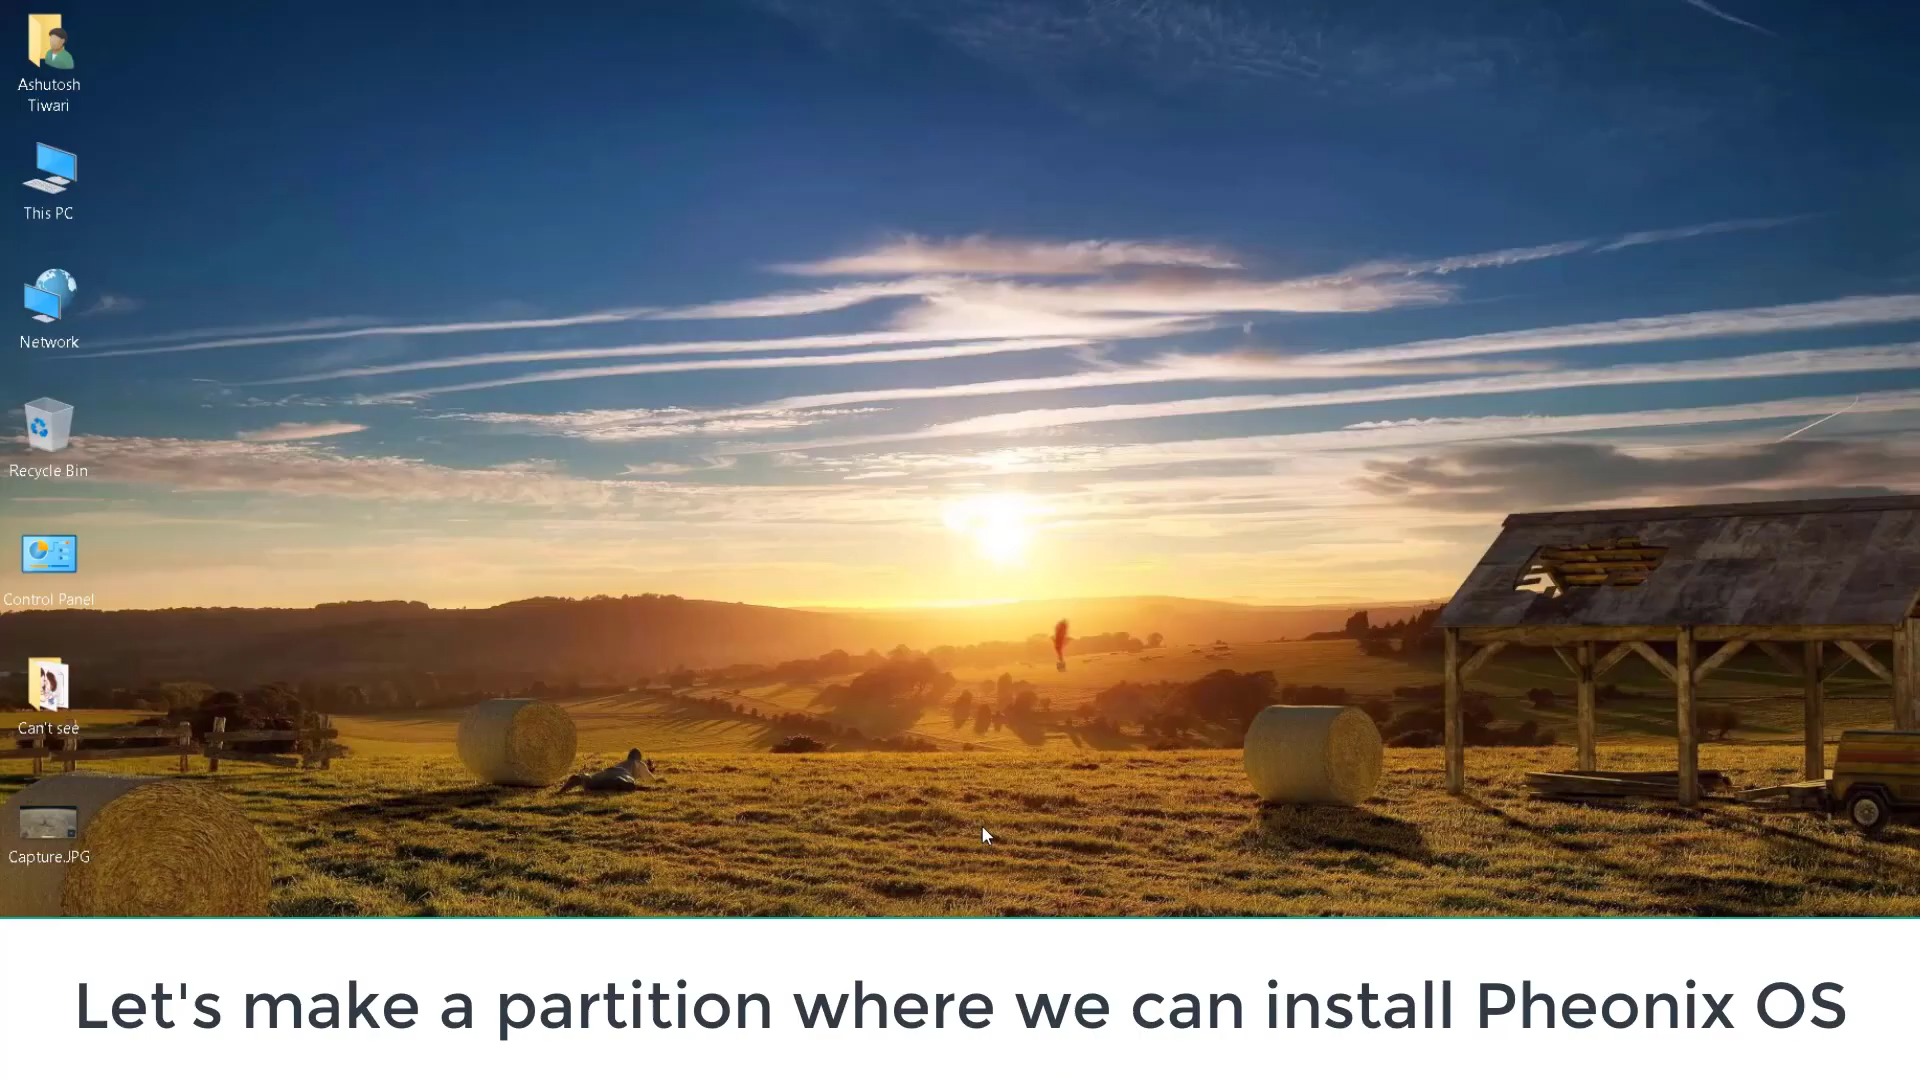 Ashutosh
Tiwari
This PC
Network
Recycle Bin
Control Panel
Can't see
Capture.JPG
Let's make a partition where we can install Pheonix OS